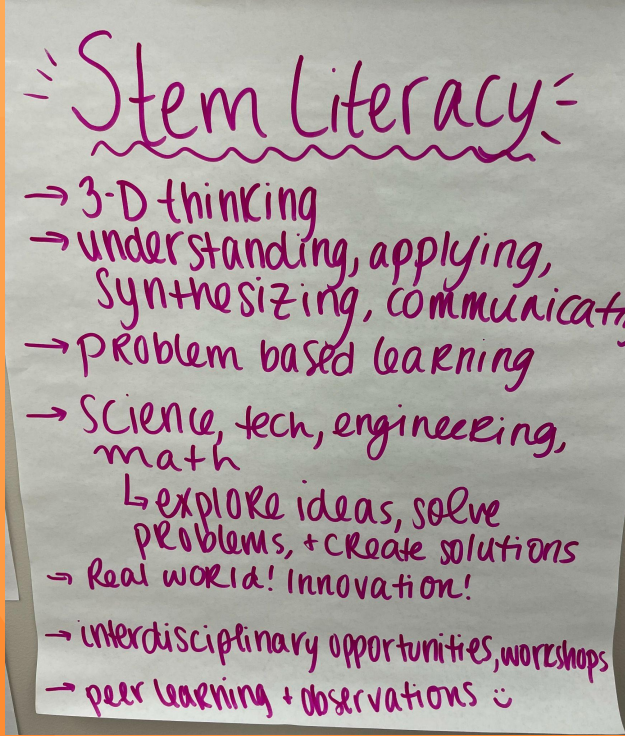 Stem Literacy
→ 3-D thinking
→ understanding, applying,
synthesizing, communicati
→ problem based learning
→ Science, tech, engineering,
math
↳ explore ideas, solve
problems, + create solutions
→ Real world! Innovation!
→ interdisciplinary opportunities, workshops
→ peer learning + observations ü